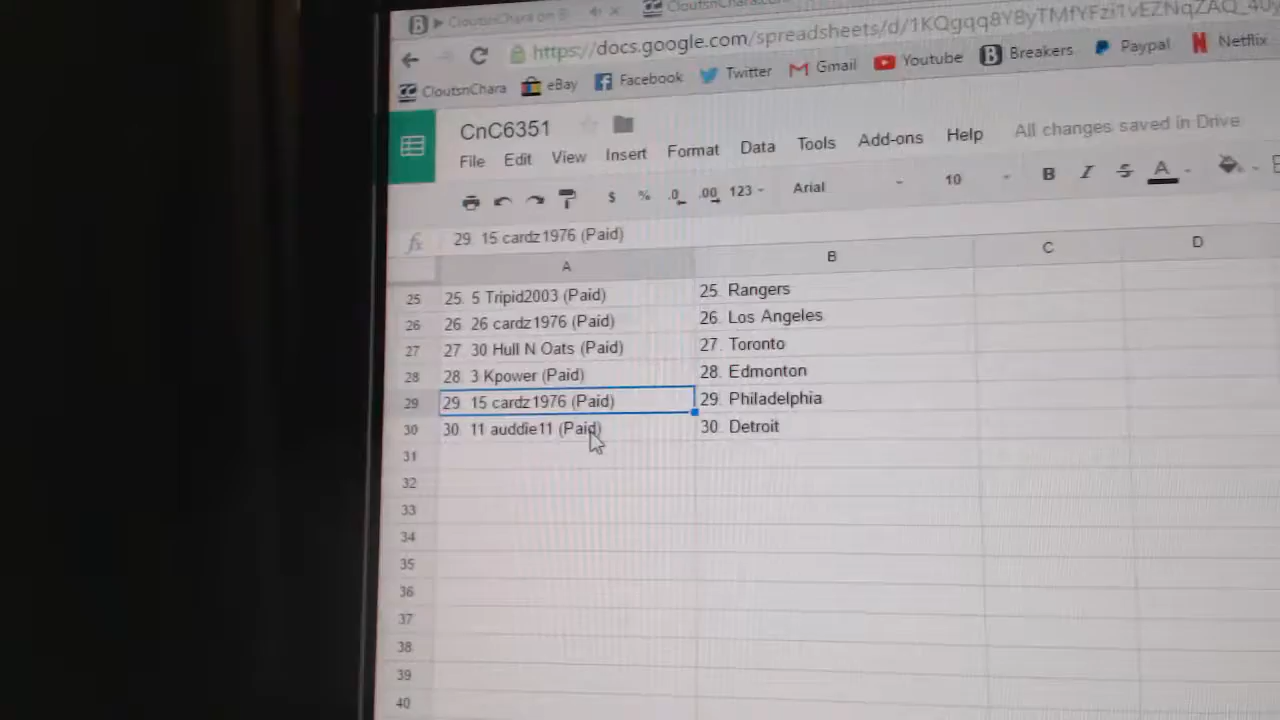 CloutsnChara on B
CloutsnChara.com
https://docs.google.com/spreadsheets/d/
CloutsnChara eBay Facebook Twitter Gmail Youtube Breakers Paypal Netflix
CnC6351
File Edit View Insert Format Data Tools Add-ons Help All changes saved in Drive
$ % .0 .00 123 Arial 10 B I S A
fx 29. 15 cardz1976 (Paid)
A B C D
25 25. 5 Tripid2003 (Paid) 25. Rangers
26 26 26 cardz1976 (Paid) 26. Los Angeles
27 27 30 Hull N Oats (Paid) 27. Toronto
28 28 3 Kpower (Paid) 28. Edmonton
29 29 15 cardz1976 (Paid) 29. Philadelphia
30 30 11 auddie11 (Paid) 30. Detroit
31
32
33
34
35
36
37
38
39
40